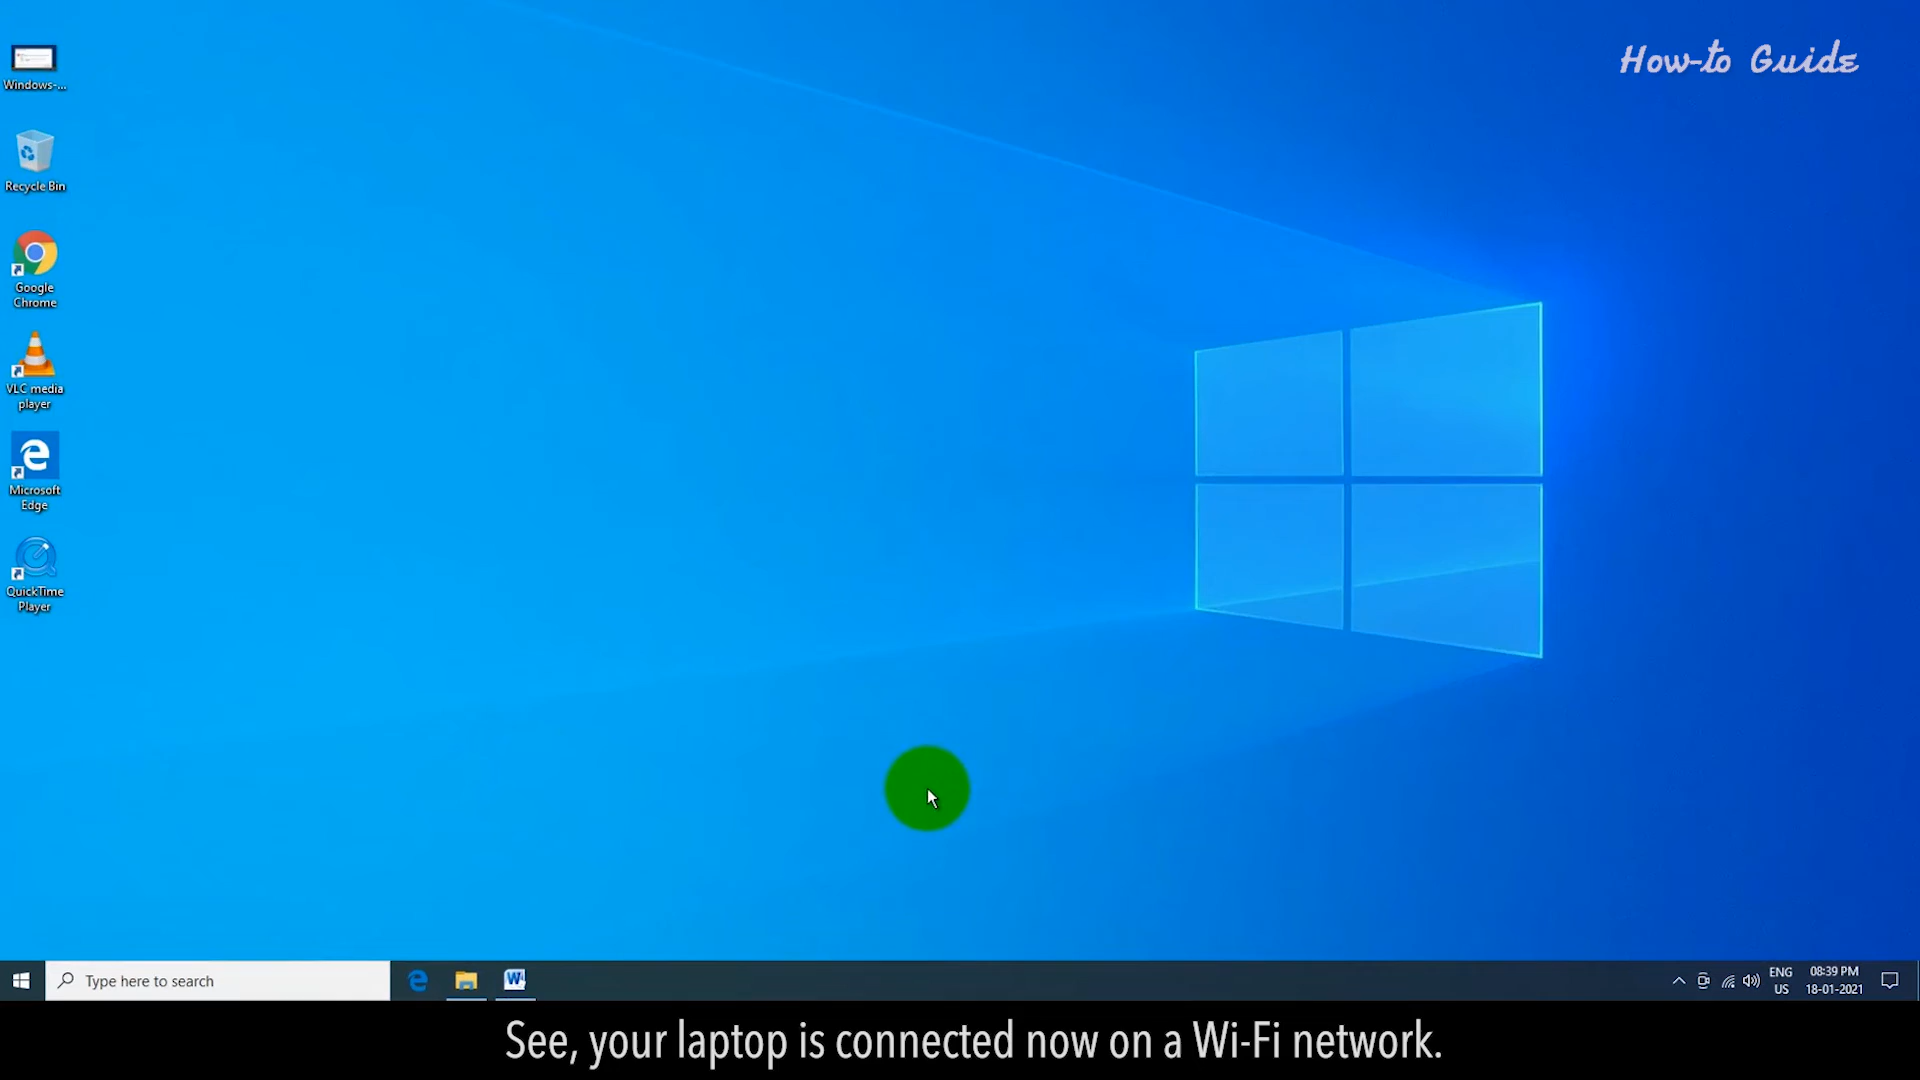 How-to Guide
Windows-...
Recycle Bin
Google
Chrome
VLC media
player
Microsoft
Edge
QuickTime
Player
Type here to search
ENG
US
08:39 PM
18-01-2021
See, your laptop is connected now on a Wi-Fi network.